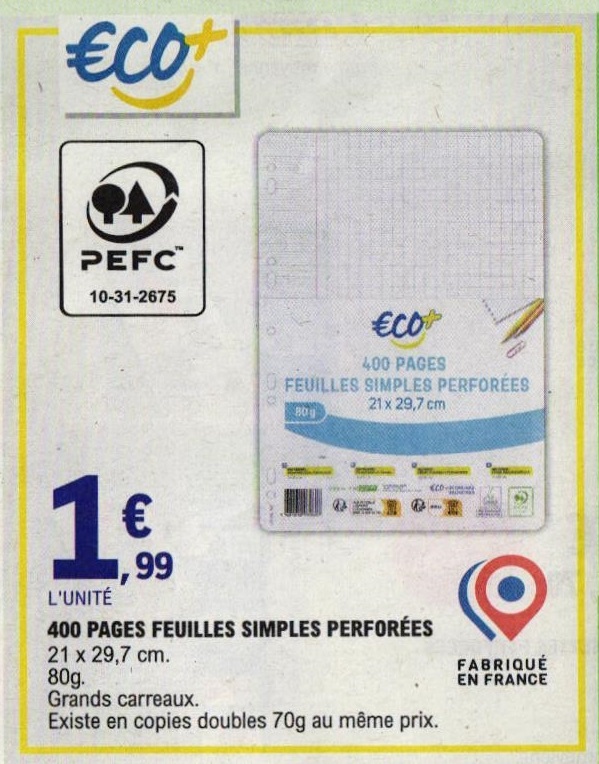 €co+
PEFC™
10-31-2675
€co+
400 PAGES
FEUILLES SIMPLES PERFORÉES
21 x 29,7 cm
80g
1€,99
L'UNITÉ
400 PAGES FEUILLES SIMPLES PERFORÉES
21 x 29,7 cm.
80g.
Grands carreaux.
Existe en copies doubles 70g au même prix.
FABRIQUÉ
EN FRANCE